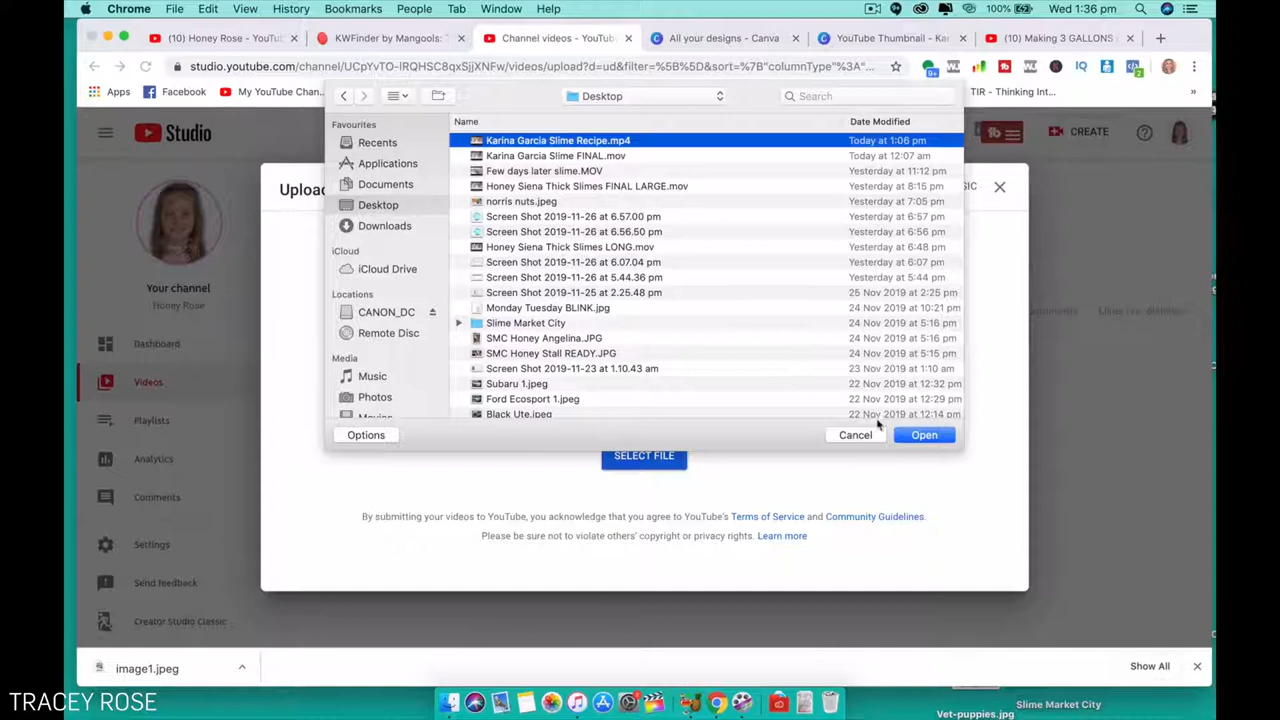 Chrome File Edit View History Bookmarks People Tab Window Help 100% Wed 1:36 pm
(10) Honey Rose - YouTu KWFinder by Mangools: T Channel videos - YouTube All your designs - Canva YouTube Thumbnail - Kar (10) Making 3 GALLONS
studio.youtube.com/channel/UCpYvTO-lRQHSC8qxSjjXNFw/videos/upload?d=ud&filter=%5B%5D&sort=%7B"columnType"%3A"...
Apps Facebook My YouTube Chan... TIR - Thinking Int... »
Desktop Search
Favourites
Recents
Applications
Documents
Desktop
Downloads
iCloud
iCloud Drive
Locations
CANON_DC
Remote Disc
Media
Music
Photos
Movies
Name Date Modified
Karina Garcia Slime Recipe.mp4 Today at 1:06 pm
Karina Garcia Slime FINAL.mov Today at 12:07 am
Few days later slime.MOV Yesterday at 11:12 pm
Honey Siena Thick Slimes FINAL LARGE.mov Yesterday at 8:15 pm
norris nuts.jpeg Yesterday at 7:05 pm
Screen Shot 2019-11-26 at 6.57.00 pm Yesterday at 6:57 pm
Screen Shot 2019-11-26 at 6.56.50 pm Yesterday at 6:56 pm
Honey Siena Thick Slimes LONG.mov Yesterday at 6:48 pm
Screen Shot 2019-11-26 at 6.07.04 pm Yesterday at 6:07 pm
Screen Shot 2019-11-26 at 5.44.36 pm Yesterday at 5:44 pm
Screen Shot 2019-11-25 at 2.25.48 pm 25 Nov 2019 at 2:25 pm
Monday Tuesday BLINK.jpg 24 Nov 2019 at 10:21 pm
Slime Market City 24 Nov 2019 at 5:16 pm
SMC Honey Angelina.JPG 24 Nov 2019 at 5:16 pm
SMC Honey Stall READY.JPG 24 Nov 2019 at 5:15 pm
Screen Shot 2019-11-23 at 1.10.43 am 23 Nov 2019 at 1:10 am
Subaru 1.jpeg 22 Nov 2019 at 12:32 pm
Ford Ecosport 1.jpeg 22 Nov 2019 at 12:29 pm
Black Ute.jpeg 22 Nov 2019 at 12:14 pm
Options Cancel Open
Studio
CREATE
Uploa
SIC
Your channel
Honey Rose
Dashboard
Videos
Playlists
Analytics
Comments
Settings
Send feedback
Creator Studio Classic
SELECT FILE
By submitting your videos to YouTube, you acknowledge that you agree to YouTube's Terms of Service and Community Guidelines.
Please be sure not to violate others' copyright or privacy rights. Learn more
image1.jpeg Show All
TRACEY ROSE
Vet-puppies.jpg
Slime Market City